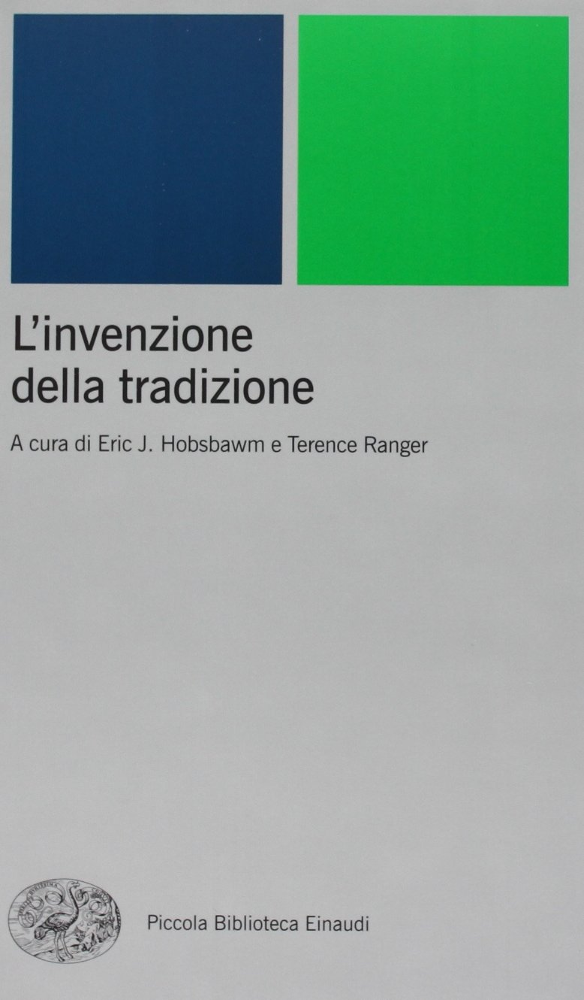 L'invenzione
della tradizione
A cura di Eric J. Hobsbawm e Terence Ranger
Piccola Biblioteca Einaudi